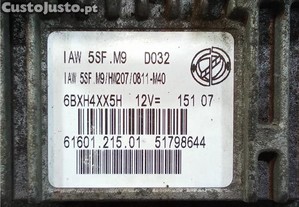 CustoJusto.pt
IAW 5SF.M9 D032
IAW 5SF.M9/HW207/0811-M40
6BXH4XX5H 12V= 151 07
61601.215.01 51798644